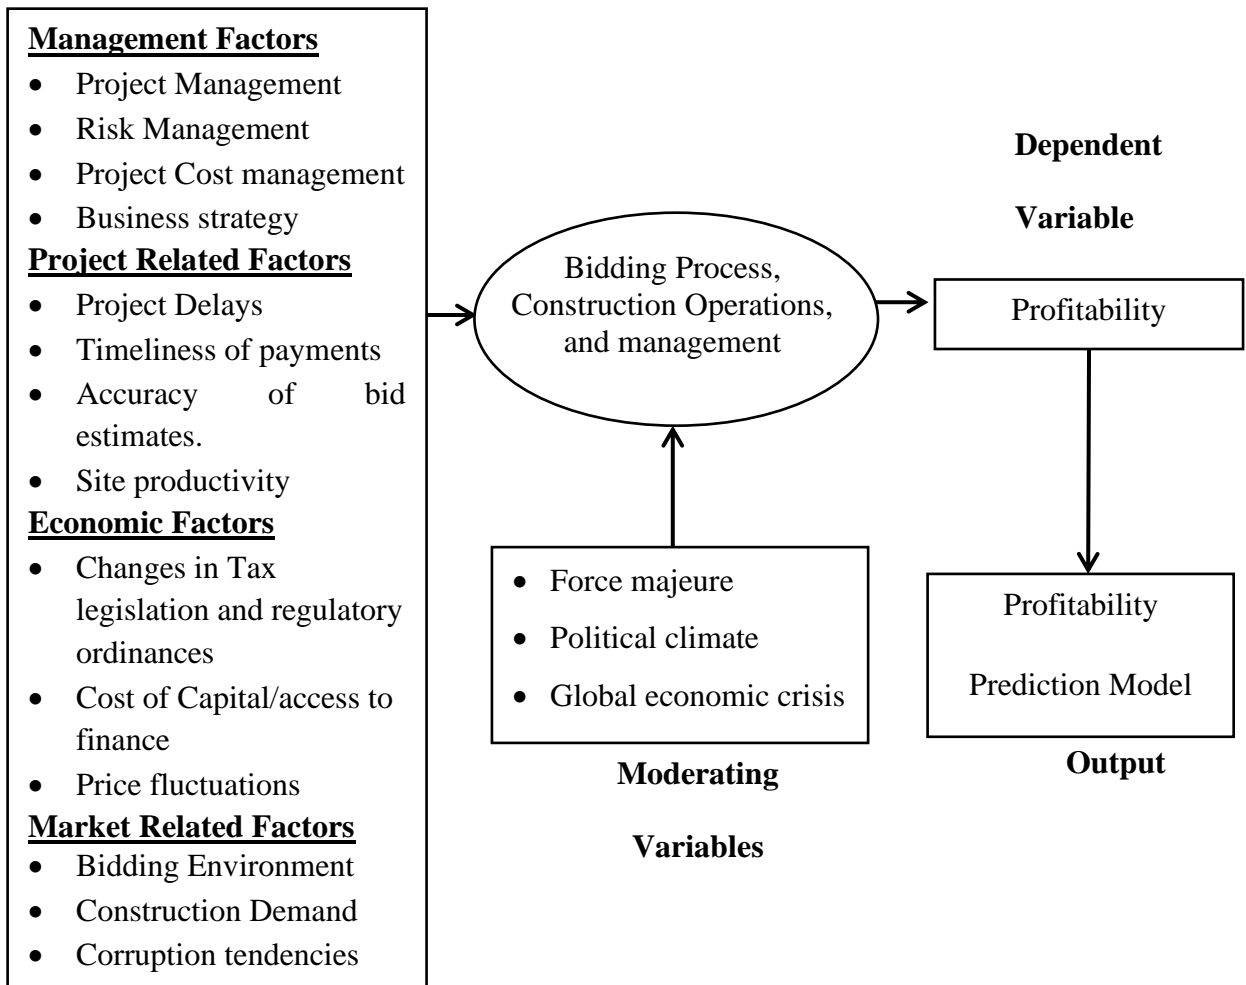 Management Factors
• Project Management
• Risk Management
• Project Cost management
• Business strategy
Project Related Factors
• Project Delays
• Timeliness of payments
• Accuracy of bid
estimates.
• Site productivity
Economic Factors
• Changes in Tax
legislation and regulatory
ordinances
• Cost of Capital/access to
finance
• Price fluctuations
Market Related Factors
• Bidding Environment
• Construction Demand
• Corruption tendencies
Bidding Process,
Construction Operations,
and management
• Force majeure
• Political climate
• Global economic crisis
Moderating
Variables
Dependent
Variable
Profitability
Profitability
Prediction Model
Output